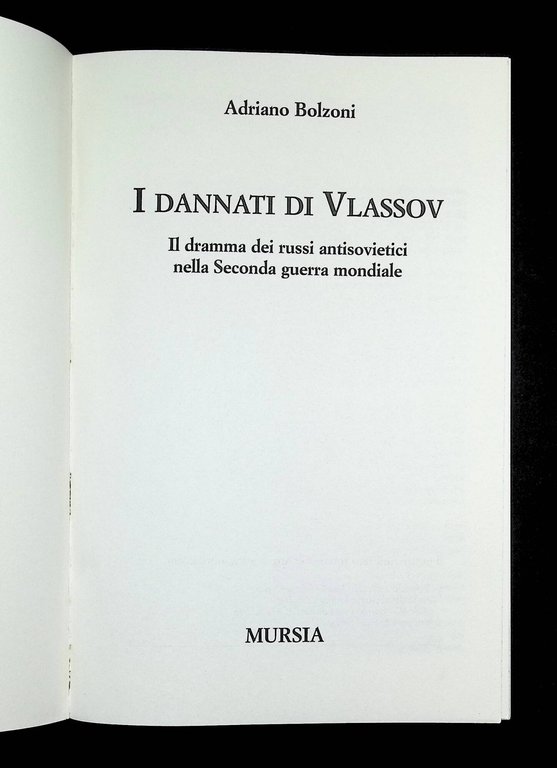 Adriano Bolzoni
I DANNATI DI VLASSOV
Il dramma dei russi antisovietici
nella Seconda guerra mondiale
MURSIA